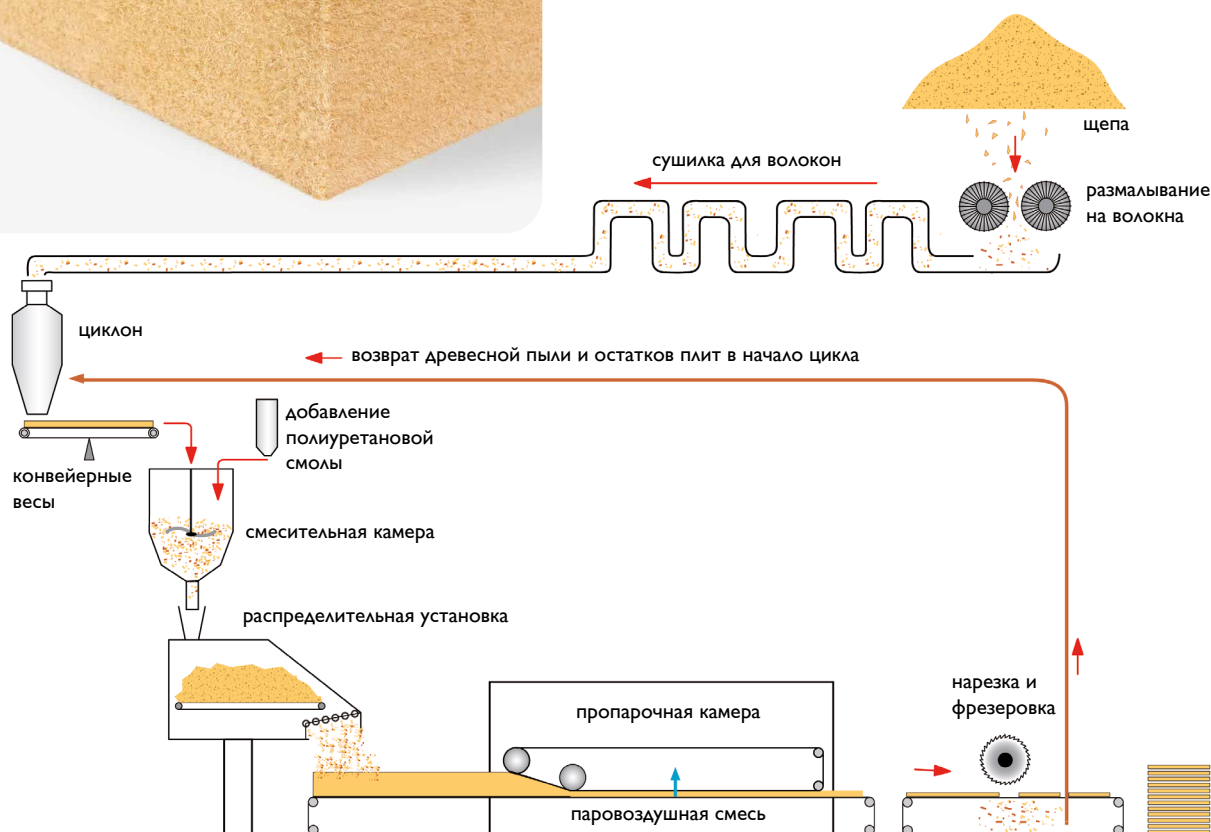 щепа
сушилка для волокон
размалывание
на волокна
циклон
возврат древесной пыли и остатков плит в начало цикла
добавление
полиуретановой
смолы
конвейерные
весы
смесительная камера
распределительная установка
нарезка и
фрезеровка
пропарочная камера
паровоздушная смесь